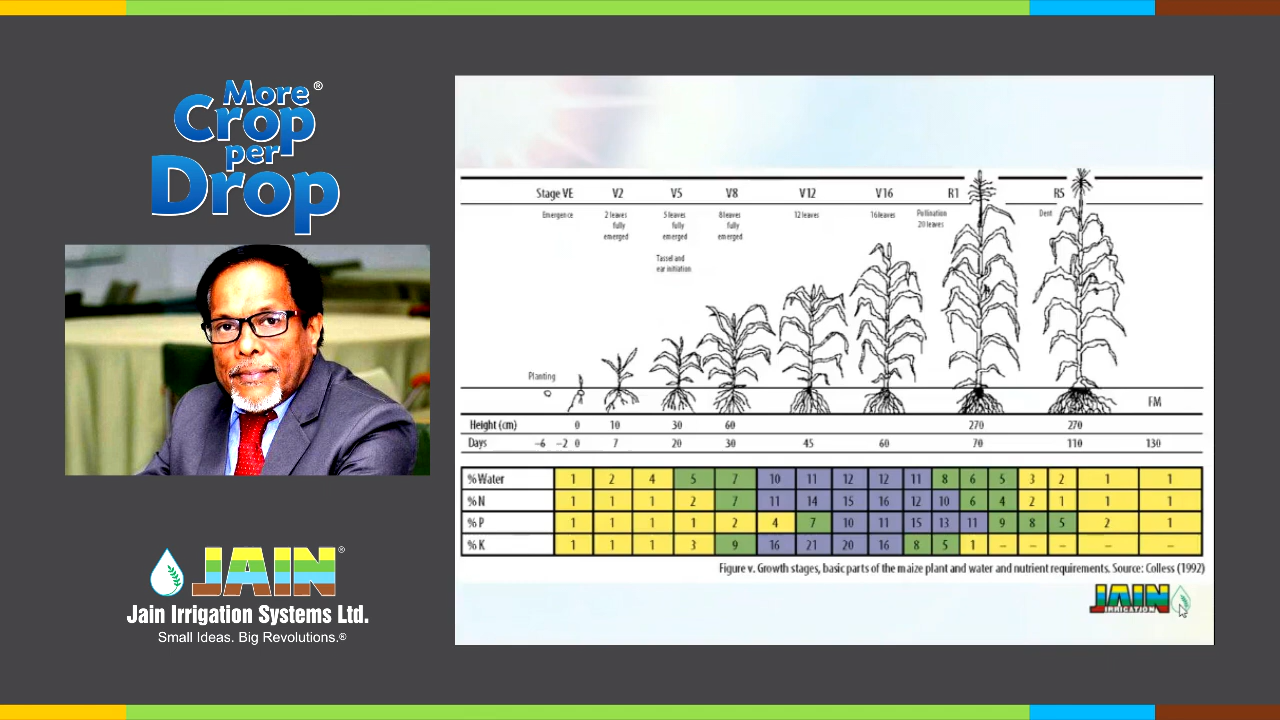 More®
Crop
per
Drop
JAIN®
Jain Irrigation Systems Ltd.
Small Ideas. Big Revolutions.®
Stage VE V2 V5 V8 V12 V16 R1 R5
Emergence 2 leaves fully emerged 5 leaves fully emerged 8 leaves fully emerged 12 leaves 16 leaves Pollination 20 leaves Dent
Tassel and ear initiation
Planting
FM
Height (cm) 0 10 30 60 270 270
Days –6 –2 0 7 20 30 45 60 70 110 130
% Water 1 2 4 5 7 10 11 12 12 11 8 6 5 3 2 1 1
% N 1 1 1 2 7 11 14 15 16 12 10 6 4 2 1 1 1
% P 1 1 1 1 2 4 7 10 11 15 13 11 9 8 5 2 1
% K 1 1 1 3 9 16 21 20 16 8 5 1 – – – – –
Figure v. Growth stages, basic parts of the maize plant and water and nutrient requirements. Source: Colless (1992)
JAIN
IRRIGATION